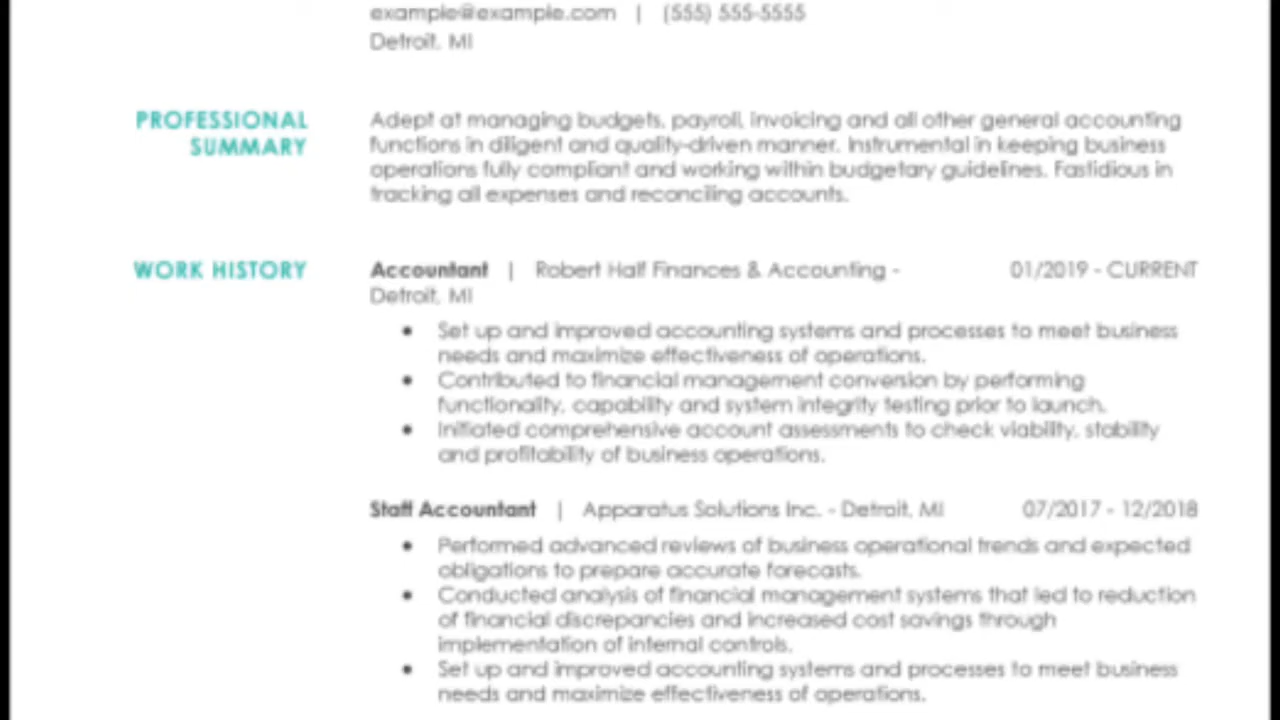 example@example.com | (555) 555-5555
Detroit, MI
PROFESSIONAL
SUMMARY
Adept at managing budgets, payroll, invoicing and all other general accounting
functions in diligent and quality-driven manner. Instrumental in keeping business
operations fully compliant and working within budgetary guidelines. Fastidious in
tracking all expenses and reconciling accounts.
WORK HISTORY
Accountant | Robert Half Finances & Accounting - 01/2019 - CURRENT
Detroit, MI
• Set up and improved accounting systems and processes to meet business
needs and maximize effectiveness of operations.
• Contributed to financial management conversion by performing
functionality, capability and system integrity testing prior to launch.
• Initiated comprehensive account assessments to check viability, stability
and profitability of business operations.
Staff Accountant | Apparatus Solutions Inc. - Detroit, MI 07/2017 - 12/2018
• Performed advanced reviews of business operational trends and expected
obligations to prepare accurate forecasts.
• Conducted analysis of financial management systems that led to reduction
of financial discrepancies and increased cost savings through
implementation of internal controls.
• Set up and improved accounting systems and processes to meet business
needs and maximize effectiveness of operations.